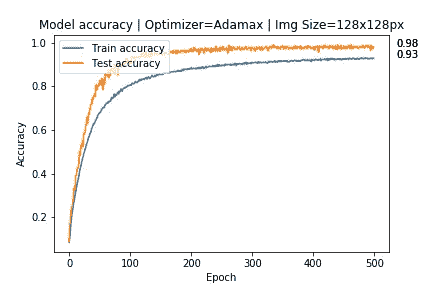 Model accuracy | Optimizer=Adamax | Img Size=128x128px
1.0
0.8
0.6
0.4
0.2
Accuracy
Train accuracy
Test accuracy
0.98
0.93
0
100
200
300
400
500
Epoch